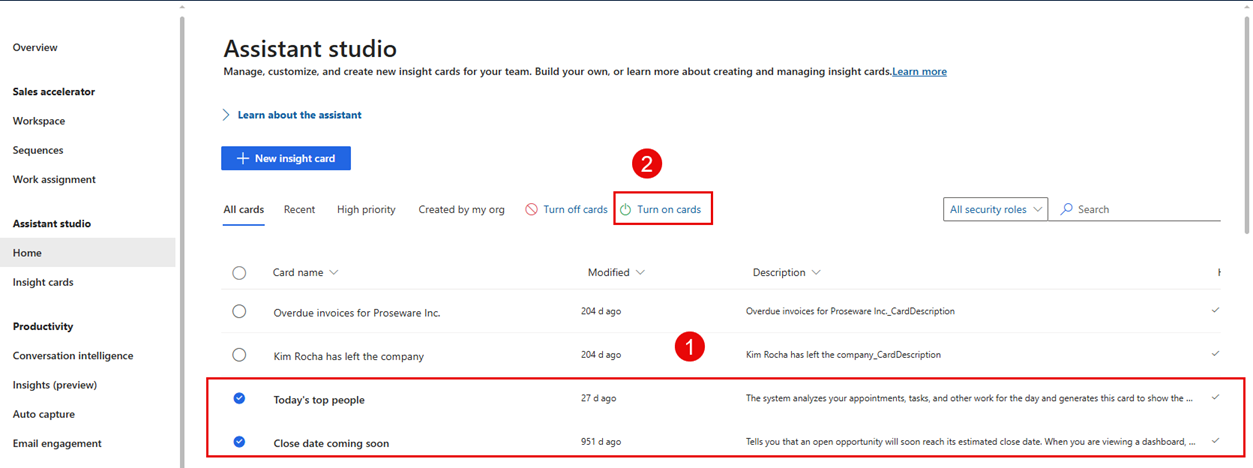 Overview
Sales accelerator
Workspace
Sequences
Work assignment
Assistant studio
Home
Insight cards
Productivity
Conversation intelligence
Insights (preview)
Auto capture
Email engagement
Assistant studio
Manage, customize, and create new insight cards for your team. Build your own, or learn more about creating and managing insight cards.Learn more
Learn about the assistant
New insight card
2
All cards Recent High priority Created by my org Turn off cards Turn on cards All security roles Search
Card name Modified Description
Overdue invoices for Proseware Inc. 204 d ago Overdue invoices for Proseware Inc._CardDescription
1
Kim Rocha has left the company 204 d ago Kim Rocha has left the company_CardDescription
Today's top people 27 d ago The system analyzes your appointments, tasks, and other work for the day and generates this card to show the ...
Close date coming soon 951 d ago Tells you that an open opportunity will soon reach its estimated close date. When you are viewing a dashboard, ...